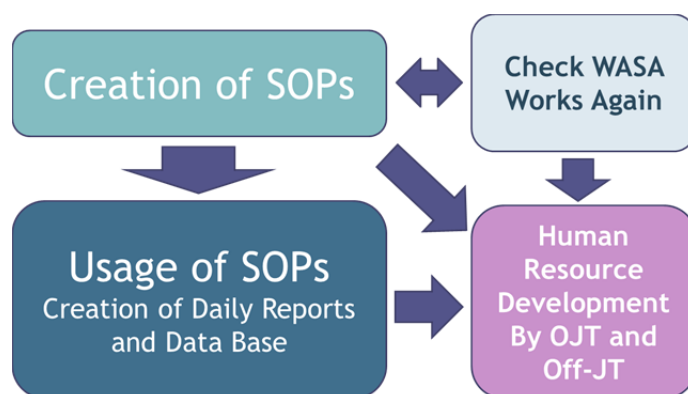 Creation of SOPs
Check WASA
Works Again
Usage of SOPs
Creation of Daily Reports
and Data Base
Human
Resource
Development
By OJT and
Off-JT